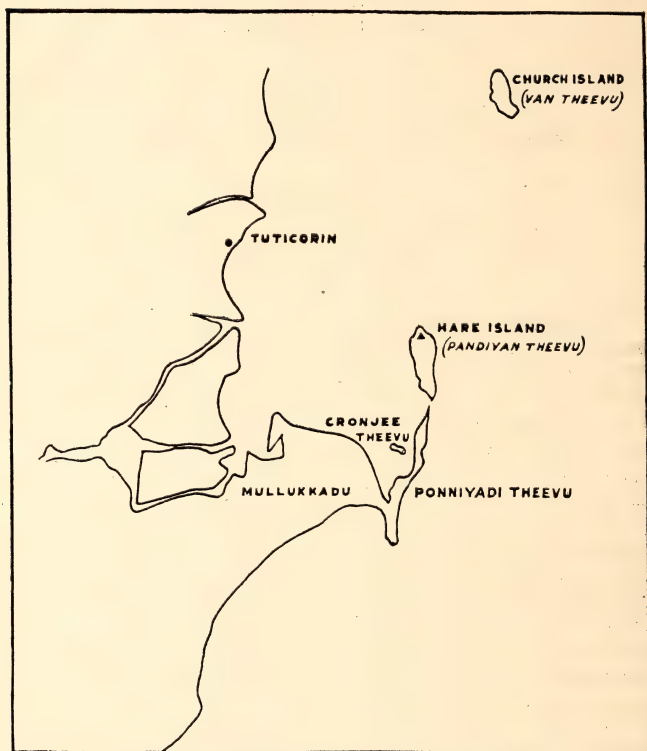 CHURCH ISLAND
(VAN THEEVU)
TUTICORIN
HARE ISLAND
(PANDIYAN THEEVU)
CRONJEE
THEEVU
MULLUKKADU
PONNIYADI THEEVU